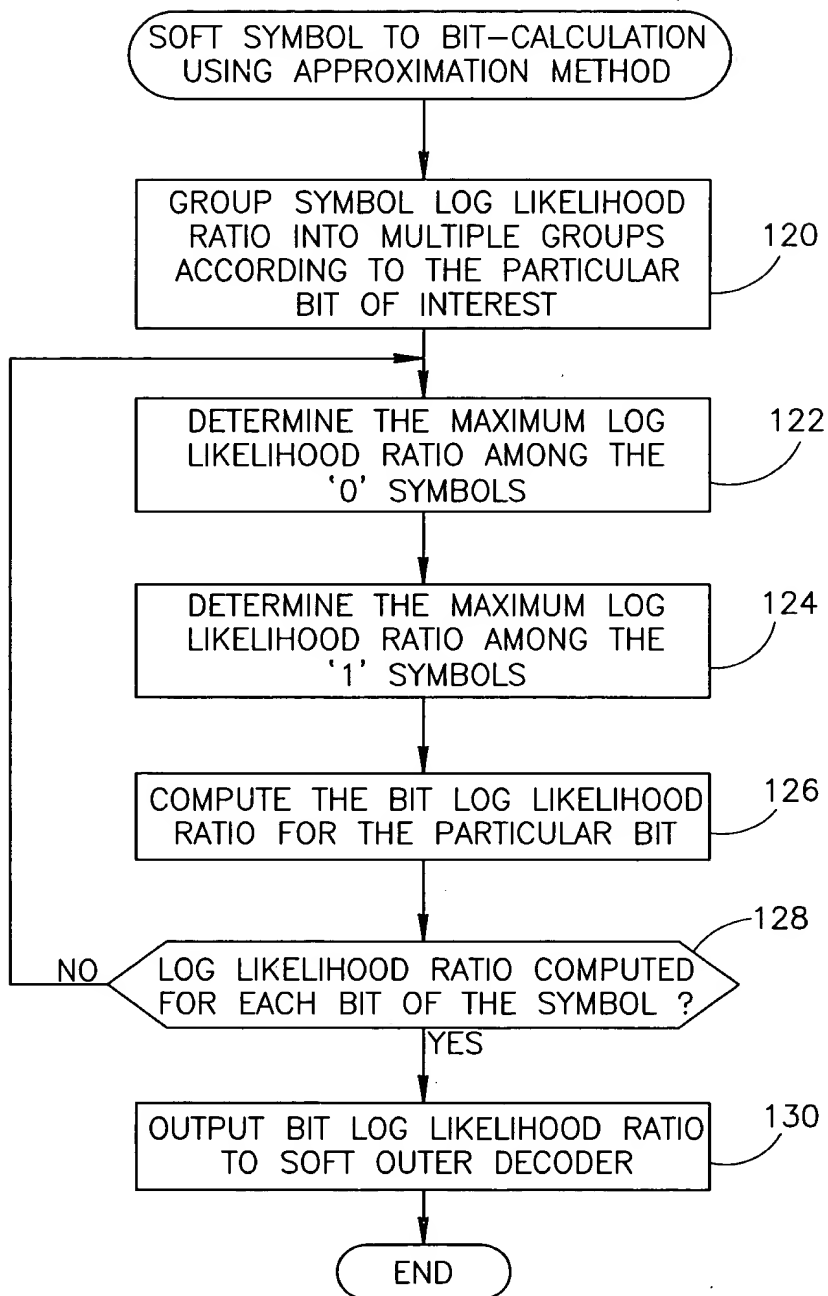 SOFT SYMBOL TO BIT-CALCULATION
USING APPROXIMATION METHOD
GROUP SYMBOL LOG LIKELIHOOD
RATIO INTO MULTIPLE GROUPS
ACCORDING TO THE PARTICULAR
BIT OF INTEREST
120
DETERMINE THE MAXIMUM LOG
LIKELIHOOD RATIO AMONG THE
'0' SYMBOLS
122
DETERMINE THE MAXIMUM LOG
LIKELIHOOD RATIO AMONG THE
'1' SYMBOLS
124
COMPUTE THE BIT LOG LIKELIHOOD
RATIO FOR THE PARTICULAR BIT
126
128
NO
LOG LIKELIHOOD RATIO COMPUTED
FOR EACH BIT OF THE SYMBOL ?
YES
OUTPUT BIT LOG LIKELIHOOD RATIO
TO SOFT OUTER DECODER
130
END